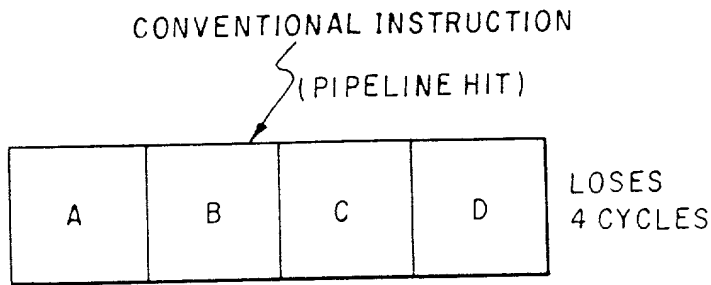 CONVENTIONAL INSTRUCTION
(PIPELINE HIT)
A B C D
LOSES
4 CYCLES